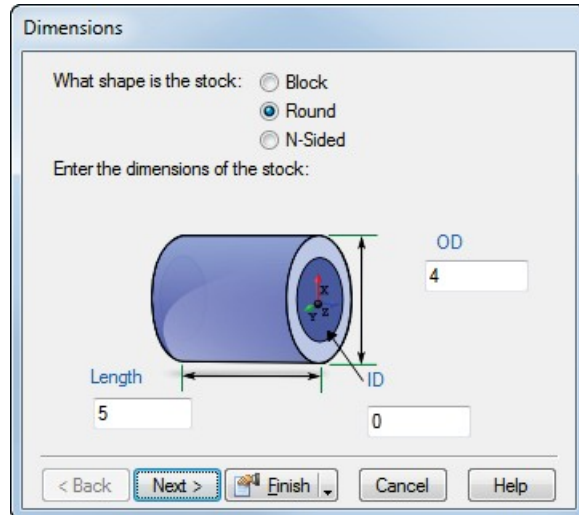 Dimensions
What shape is the stock:
Block
Round
N-Sided
Enter the dimensions of the stock:
OD
4
X
Y Z
Length
5
ID
0
< Back Next > Finish Cancel Help